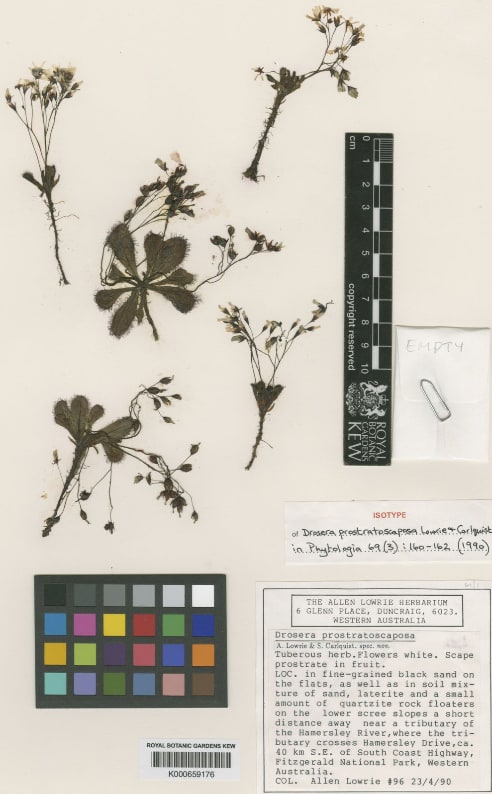 0
cm
1
2
3
4
5
6
7
8
9
10
copyright reserved
ROYAL
BOTANIC
GARDENS
KEW
EMPTY
ISOTYPE
of Drosera prostratoscaposa Lowrie & Carlquist
in Phytologia 69 (3) : 160-162 (1990)
THE ALLEN LOWRIE HERBARIUM
6 GLENN PLACE, DUNCRAIG, 6023.
WESTERN AUSTRALIA
Drosera prostratoscaposa
A. Lowrie & S. Carlquist. spec. nov.
Tuberous herb.Flowers white. Scape
prostrate in fruit.
LOC. in fine-grained black sand on
the flats, as well as in soil mix-
ture of sand, laterite and a small
amount of quartzite rock floaters
on the lower scree slopes a short
distance away near a tributary of
the Hamersley River,where the tri-
butary crosses Hamersley Drive,ca.
40 km S.E. of South Coast Highway,
Fitzgerald National Park, Western
Australia.
COL. Allen Lowrie #96 23/4/90
ROYAL BOTANIC GARDENS KEW
K000659176